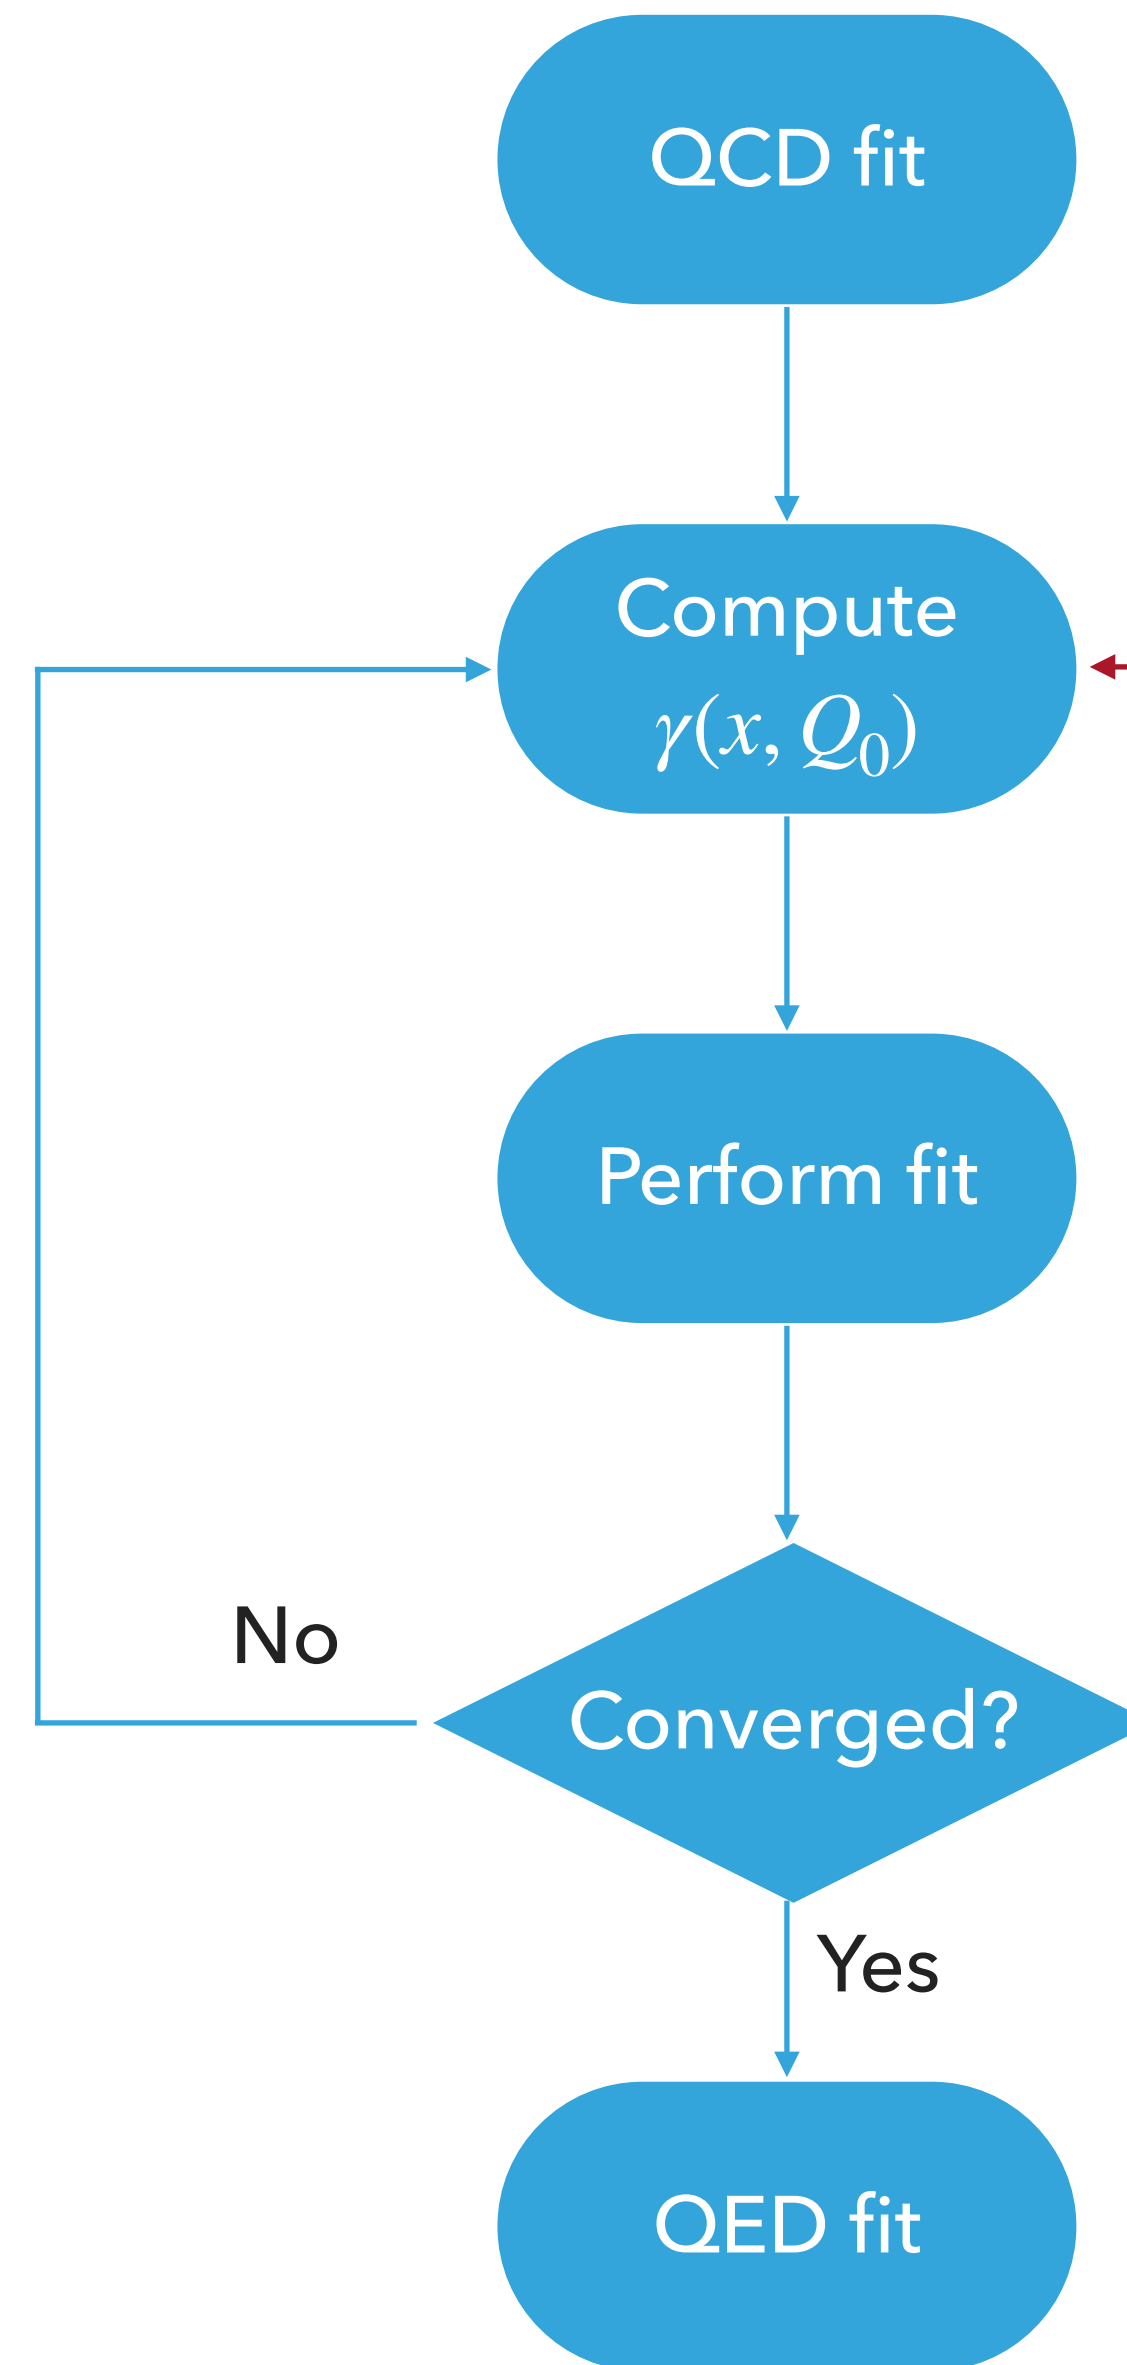 QCD fit
Compute
γ(x, Q₀)
Perform fit
No
Converged?
Yes
QED fit